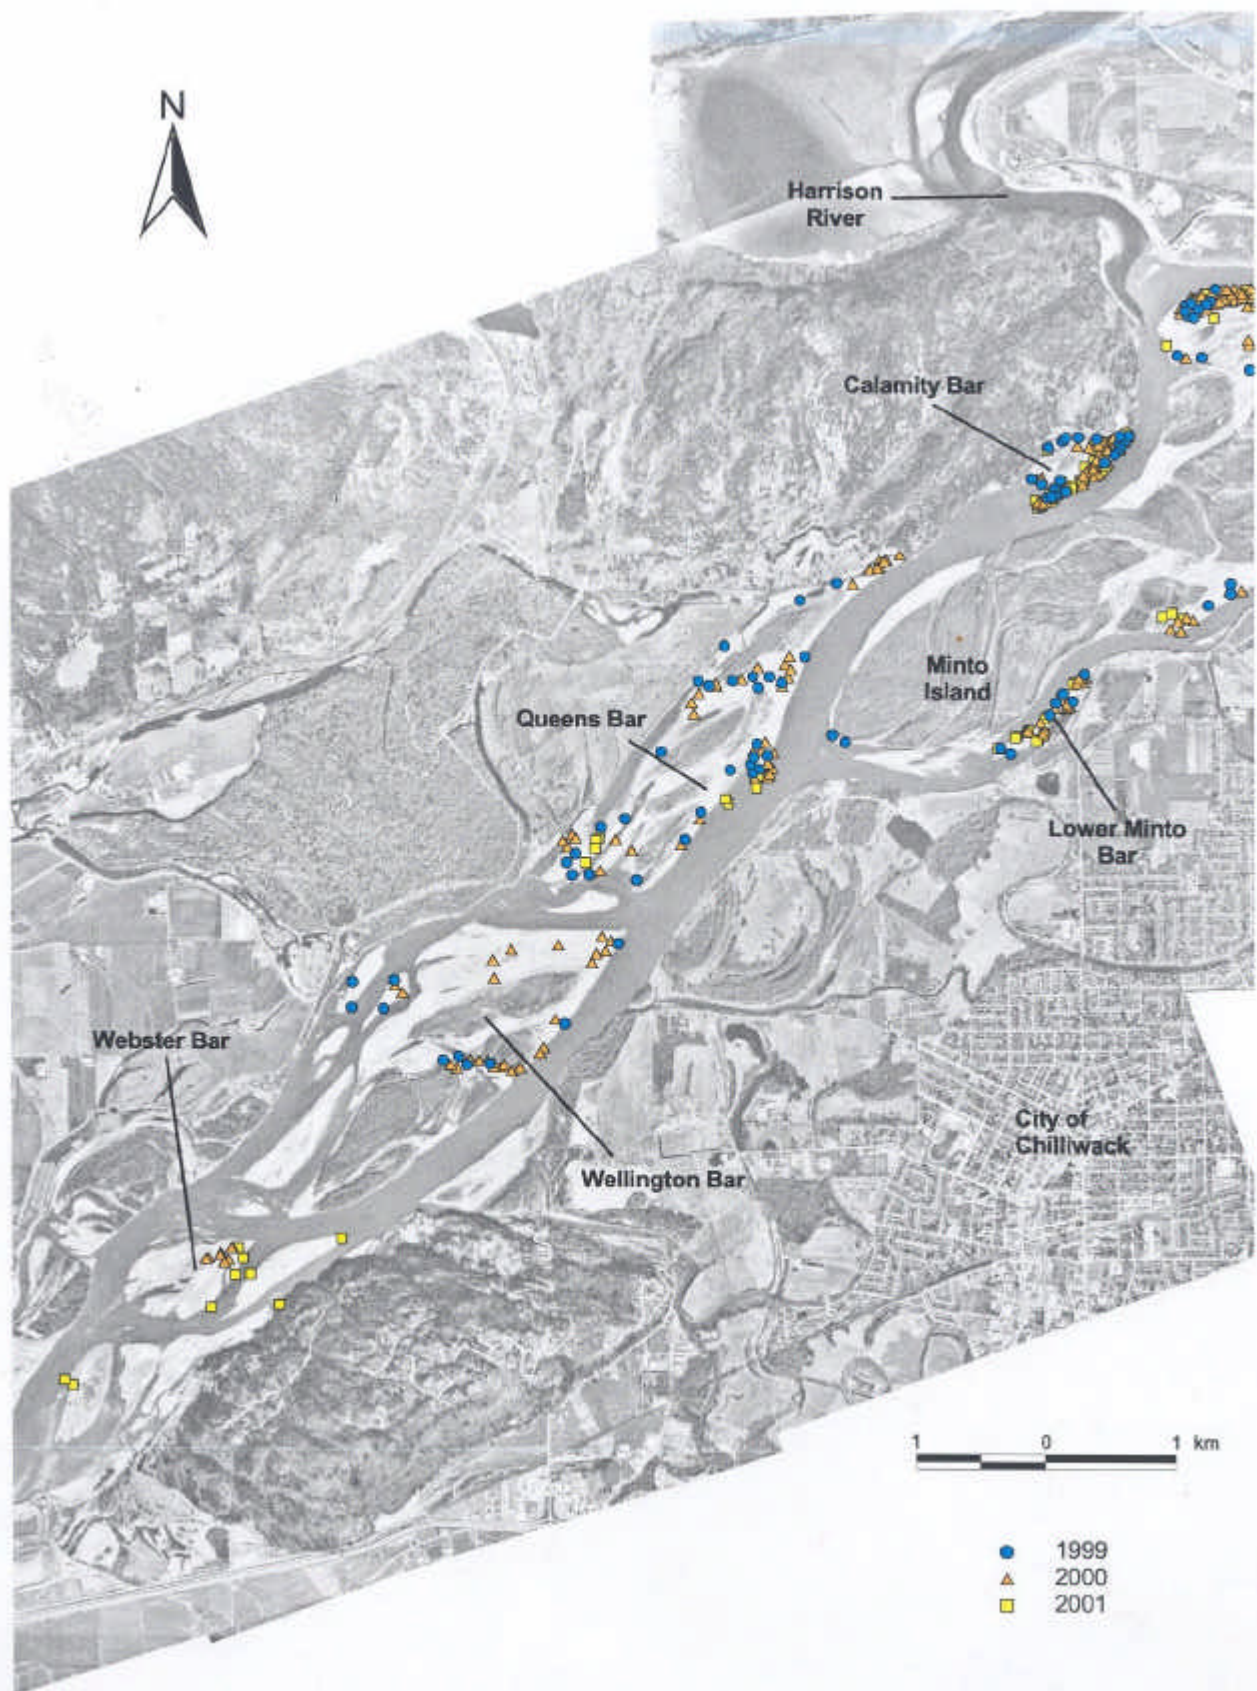 N
Harrison
River
Calamity Bar
Minto
Island
Queens Bar
Lower Minto
Bar
Webster Bar
City of
Chilliwack
Wellington Bar
1 0 1 km
1999
2000
2001